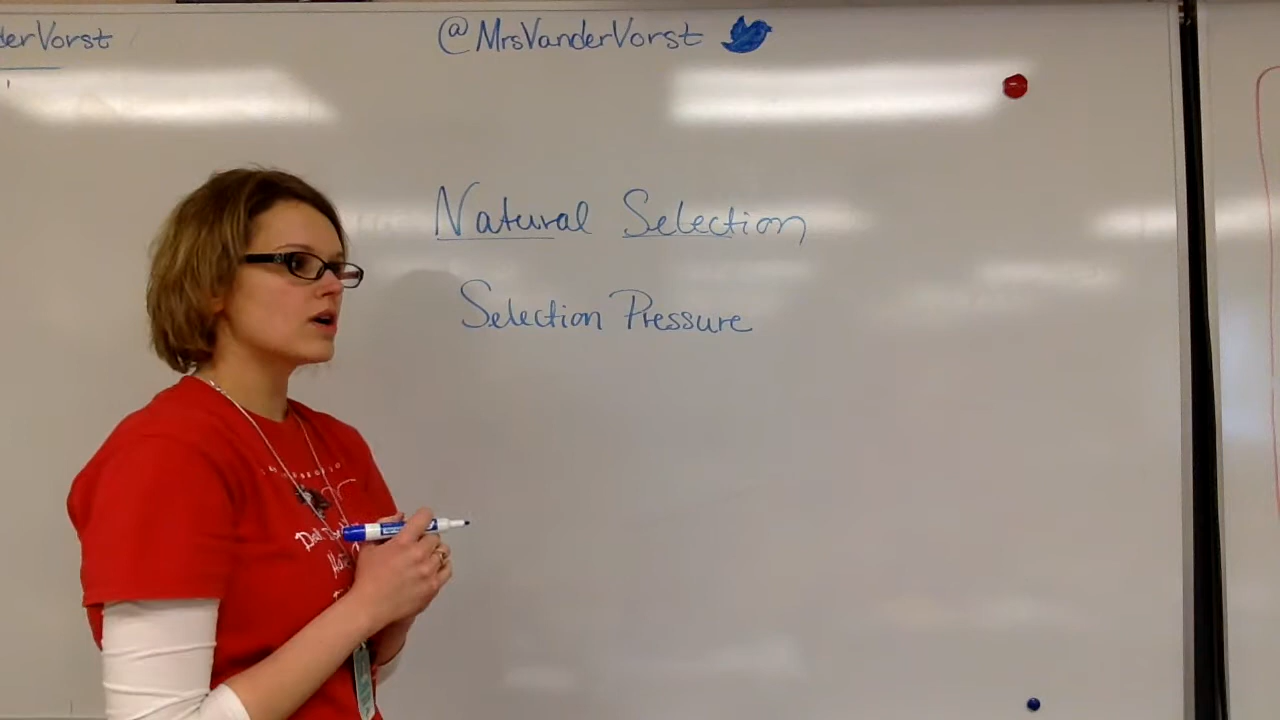 derVorst
@MrsVanderVorst
Natural Selection
Selection Pressure